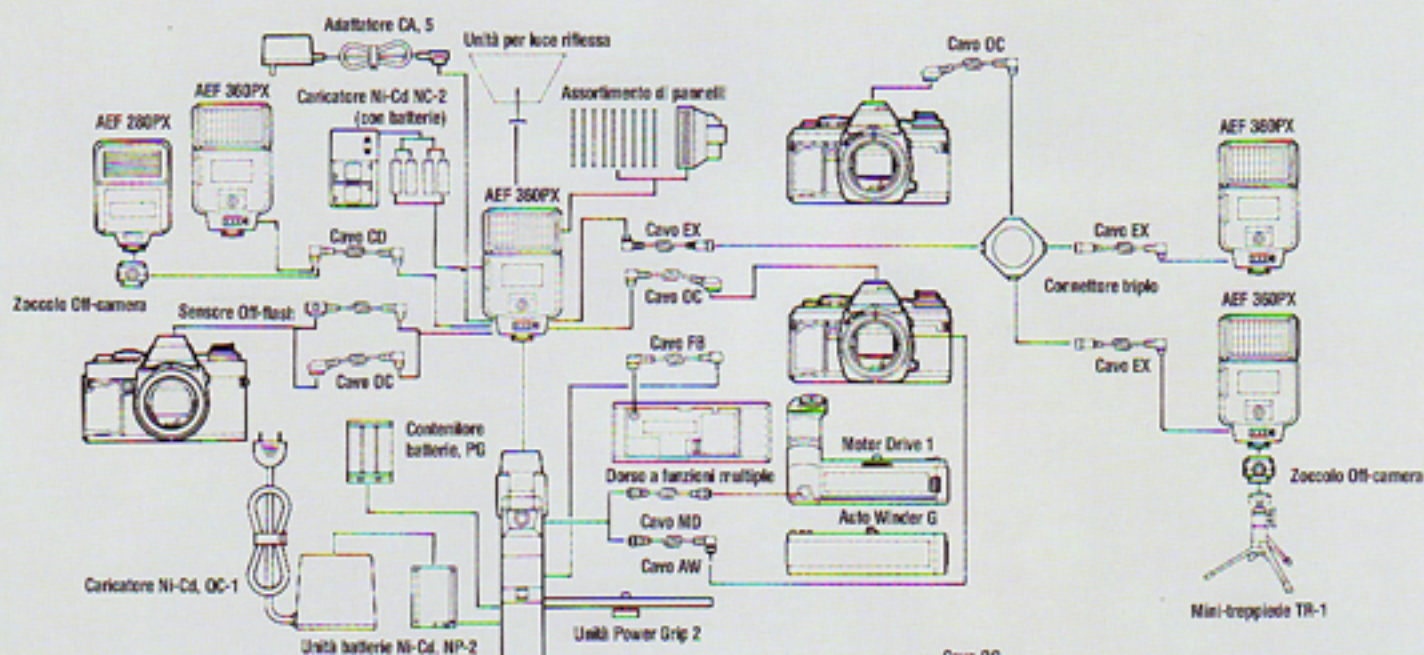 Adattatore CA, 5
Unità per luce riflessa
Cavo OC
AEF 360PX
AEF 280PX
Caricatore Ni-Cd NC-2
(con batterie)
Assortimento di pannelli
AEF 360PX
AEF 360PX
Cavo CD
Cavo EX
Cavo EX
Zoccolo Off-camera
Sensore Off-flash
Cavo OC
Connettore triplo
AEF 360PX
Cavo OC
Cavo FB
Cavo EX
Contenitore
batterie, PG
Motor Drive 1
Dorso a funzioni multiple
Zoccolo Off-camera
Cavo MD
Auto Winder G
Cavo AW
Caricatore Ni-Cd, QC-1
Mini-treppiede TR-1
Unità Power Grip 2
Unità batterie Ni-Cd. NP-2